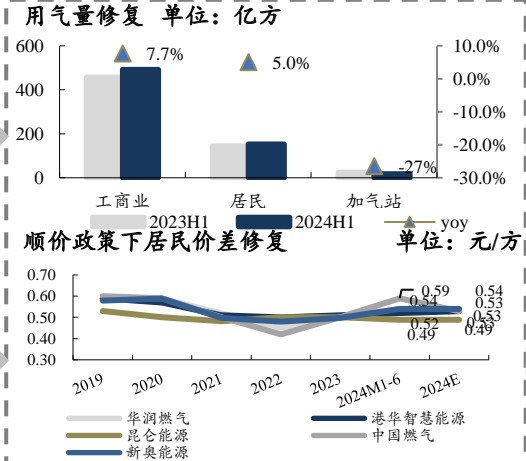 用气量修复 单位：亿方
600 10.0%
7.7%
5.0%
400 0.0%
-10.0%
200 -20.0%
-27%
0 -30.0%
工商业 居民 加气站
2023H1 2024H1 yoy
顺价政策下居民价差修复 单位：元/方
0.70
0.60 0.59 0.54
0.54 0.53
0.50 0.52 0.53
0.49 0.49
0.40
0.30
2019 2020 2021 2022 2023 2024M1-6 2024E
华润燃气 港华智慧能源
昆仑能源 中国燃气
新奥能源